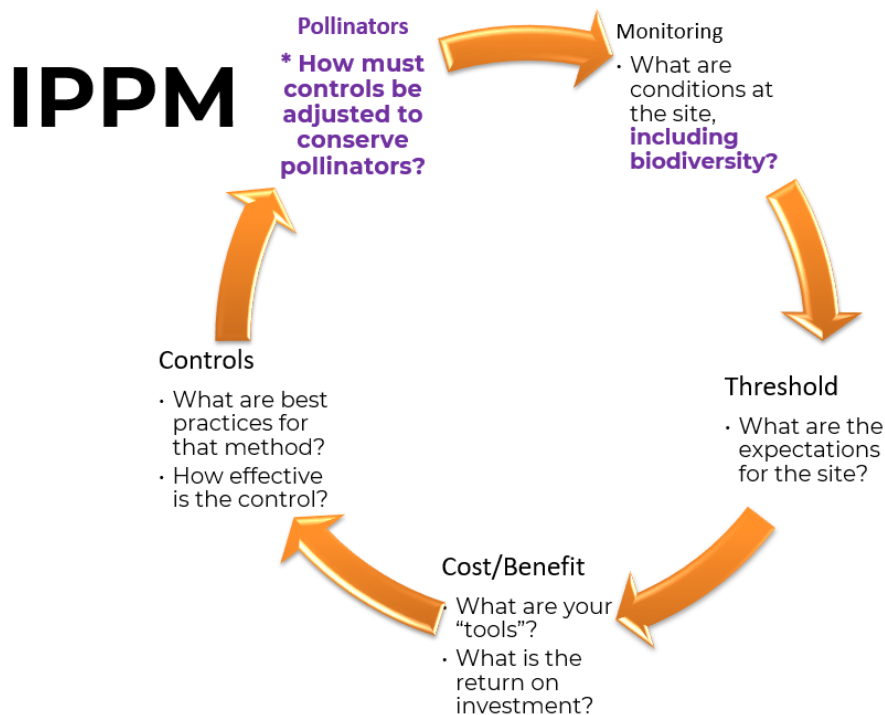 IPPM
Pollinators
* How must
controls be
adjusted to
conserve
pollinators?
Monitoring
• What are
conditions at
the site,
including
biodiversity?
Threshold
• What are the
expectations
for the site?
Cost/Benefit
• What are your
“tools”?
• What is the
return on
investment?
Controls
• What are best
practices for
that method?
• How effective
is the control?